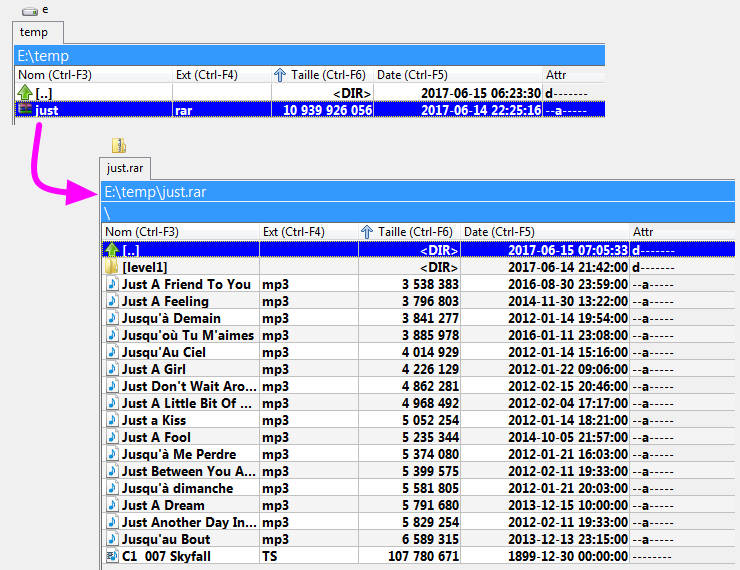 e
temp
E:\temp
Nom (Ctrl-F3) Ext (Ctrl-F4) Taille (Ctrl-F6) Date (Ctrl-F5) Attr
[..] <DIR> 2017-06-15 06:23:30 d-------
just rar 10 939 926 056 2017-06-14 22:25:16 --a-----
just.rar
E:\temp\just.rar
\
Nom (Ctrl-F3) Ext (Ctrl-F4) Taille (Ctrl-F6) Date (Ctrl-F5) Attr
[..] <DIR> 2017-06-15 07:05:33 d-------
[level1] <DIR> 2017-06-14 21:42:00 d-------
Just A Friend To You mp3 3 538 383 2016-08-30 23:59:00 --a-----
Just A Feeling mp3 3 796 803 2014-11-30 13:22:00 --a-----
Jusqu'à Demain mp3 3 841 277 2012-01-14 19:54:00 --a-----
Jusqu'où Tu M'aimes mp3 3 885 978 2016-01-11 23:08:00 --a-----
Jusqu'Au Ciel mp3 4 014 929 2012-01-14 15:16:00 --a-----
Just A Girl mp3 4 226 129 2012-01-22 09:06:00 --a-----
Just Don't Wait Aro... mp3 4 862 281 2012-02-15 20:46:00 --a-----
Just A Little Bit Of ... mp3 4 968 492 2012-02-04 17:17:00 --a-----
Just a Kiss mp3 5 052 254 2012-01-14 18:21:00 --a-----
Just A Fool mp3 5 235 344 2014-10-05 21:57:00 --a-----
Jusqu'à Me Perdre mp3 5 374 080 2012-01-21 16:03:00 --a-----
Just Between You A... mp3 5 399 575 2012-02-11 19:33:00 --a-----
Jusqu'à dimanche mp3 5 581 805 2012-01-21 20:03:00 --a-----
Just A Dream mp3 5 791 680 2013-12-15 10:00:00 --a-----
Just Another Day In... mp3 5 829 254 2012-02-11 19:33:00 --a-----
Jusqu'au Bout mp3 6 589 315 2013-12-13 23:15:00 --a-----
C1 007 Skyfall TS 107 780 671 1899-12-30 00:00:00 --------